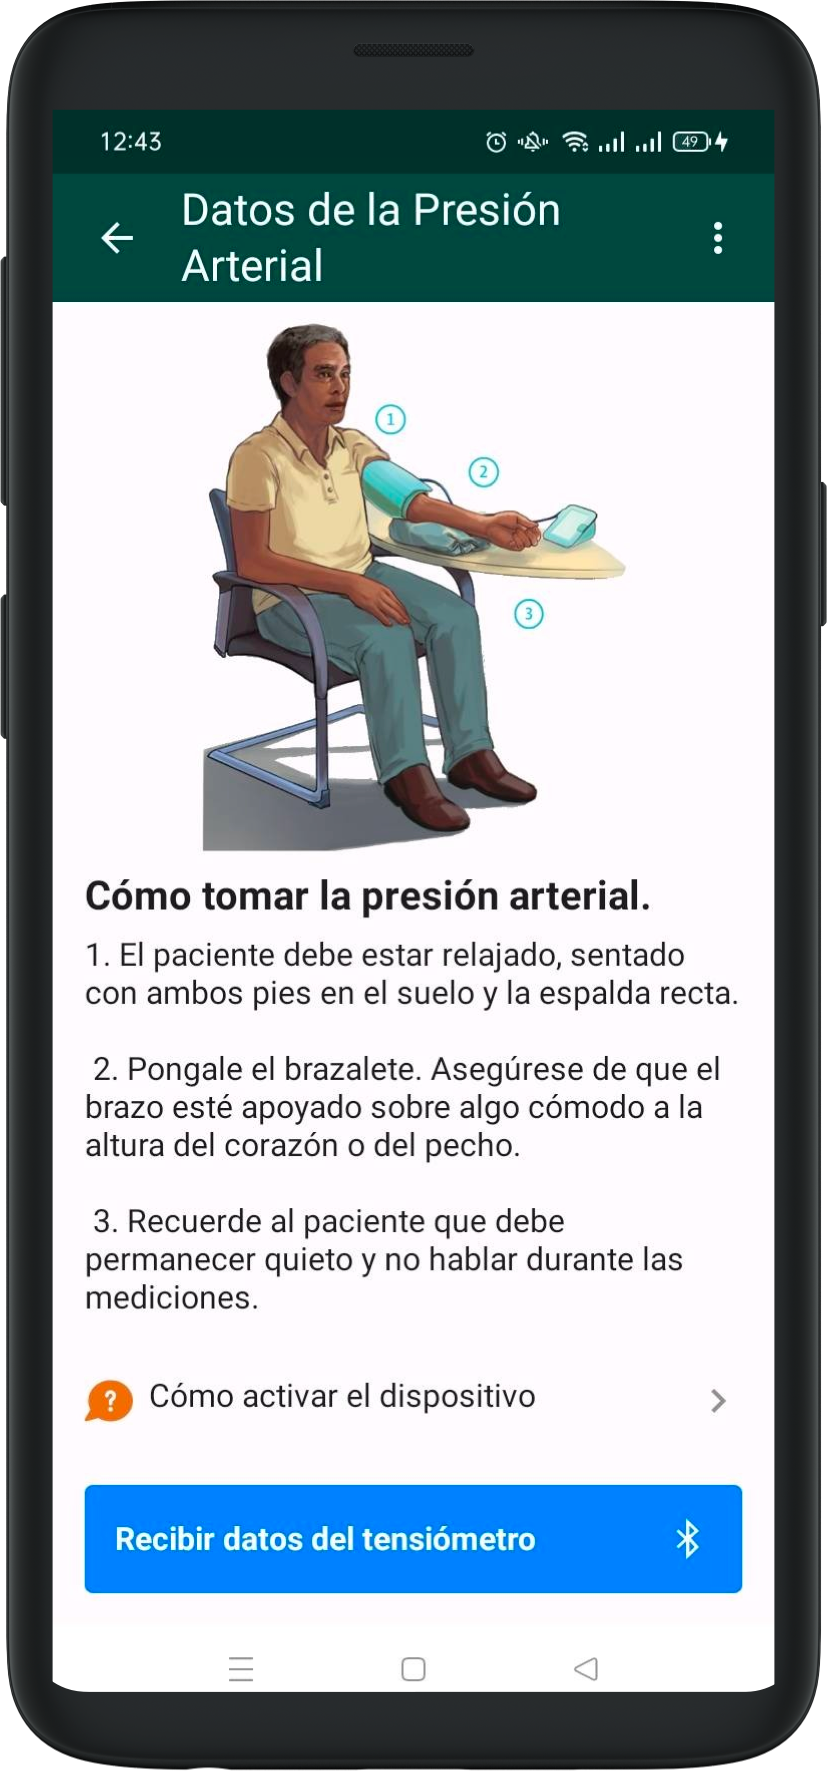 12:43
49
Datos de la Presión
Arterial
1
2
3
Cómo tomar la presión arterial.
1. El paciente debe estar relajado, sentado
con ambos pies en el suelo y la espalda recta.
2. Pongale el brazalete. Asegúrese de que el
brazo esté apoyado sobre algo cómodo a la
altura del corazón o del pecho.
3. Recuerde al paciente que debe
permanecer quieto y no hablar durante las
mediciones.
? Cómo activar el dispositivo
Recibir datos del tensiómetro